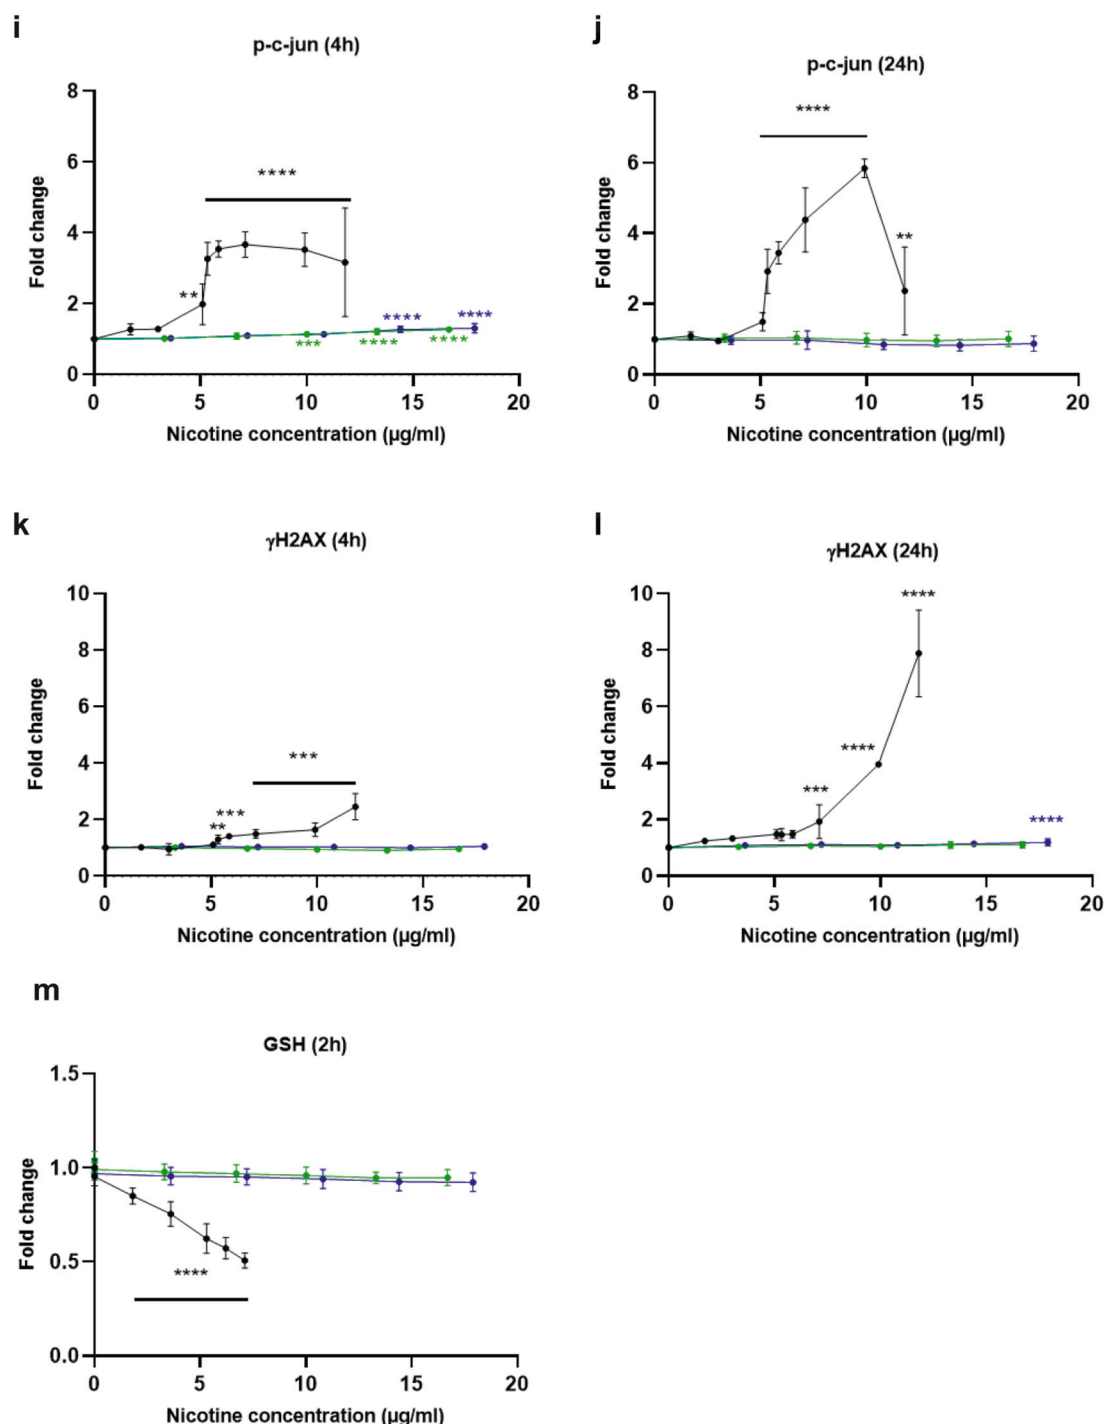 i
p-c-jun (4h)
8
6
4
2
0
Fold change
****
**
****
****
***
****
****
0 5 10 15 20
Nicotine concentration (µg/ml)
j
p-c-jun (24h)
8
6
4
2
0
Fold change
****
**
0 5 10 15 20
Nicotine concentration (µg/ml)
k
γH2AX (4h)
10
8
6
4
2
0
Fold change
***
***
**
0 5 10 15 20
Nicotine concentration (µg/ml)
l
γH2AX (24h)
10
8
6
4
2
0
Fold change
****
****
***
****
0 5 10 15 20
Nicotine concentration (µg/ml)
m
GSH (2h)
1.5
1.0
0.5
0.0
Fold change
****
0 5 10 15 20
Nicotine concentration (µg/ml)